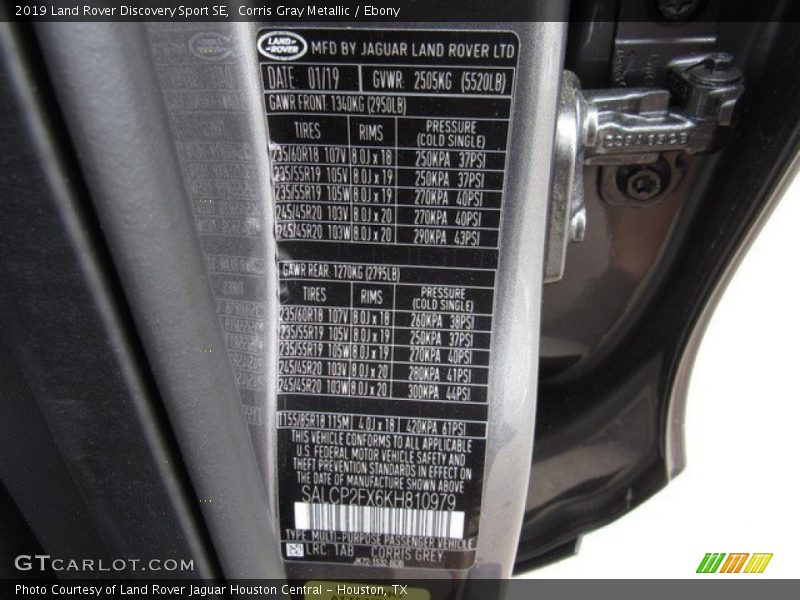 2019 Land Rover Discovery Sport SE, Corris Gray Metallic / Ebony
LAND ROVER MFD BY JAGUAR LAND ROVER LTD
DATE: 01/19 GVWR: 2505KG (5520LB)
GAWR FRONT: 1340KG (2950LB)
TIRES RIMS PRESSURE
(COLD SINGLE)
235/60R18 107V 8.0J x 18 250KPA 37PSI
235/55R19 105V 8.0J x 19 250KPA 37PSI
235/55R19 105W 8.0J x 19 270KPA 40PSI
245/45R20 103V 8.0J x 20 270KPA 40PSI
245/45R20 103W 8.0J x 20 290KPA 43PSI
GAWR REAR: 1270KG (2795LB)
TIRES RIMS PRESSURE
(COLD SINGLE)
235/60R18 107V 8.0J x 18 260KPA 38PSI
235/55R19 105V 8.0J x 19 250KPA 37PSI
235/55R19 105W 8.0J x 19 270KPA 40PSI
245/45R20 103V 8.0J x 20 280KPA 41PSI
245/45R20 103W 8.0J x 20 300KPA 44PSI
T155/85R18 115M 4.0J x 18 420KPA 61PSI
THIS VEHICLE CONFORMS TO ALL APPLICABLE
U.S. FEDERAL MOTOR VEHICLE SAFETY AND
THEFT PREVENTION STANDARDS IN EFFECT ON
THE DATE OF MANUFACTURE SHOWN ABOVE
SALCP2FX6KH810979
TYPE: MULTI-PURPOSE PASSENGER VEHICLE
LRC: 1AB CORRIS GREY
GTCARLOT.COM
Photo Courtesy of Land Rover Jaguar Houston Central - Houston, TX